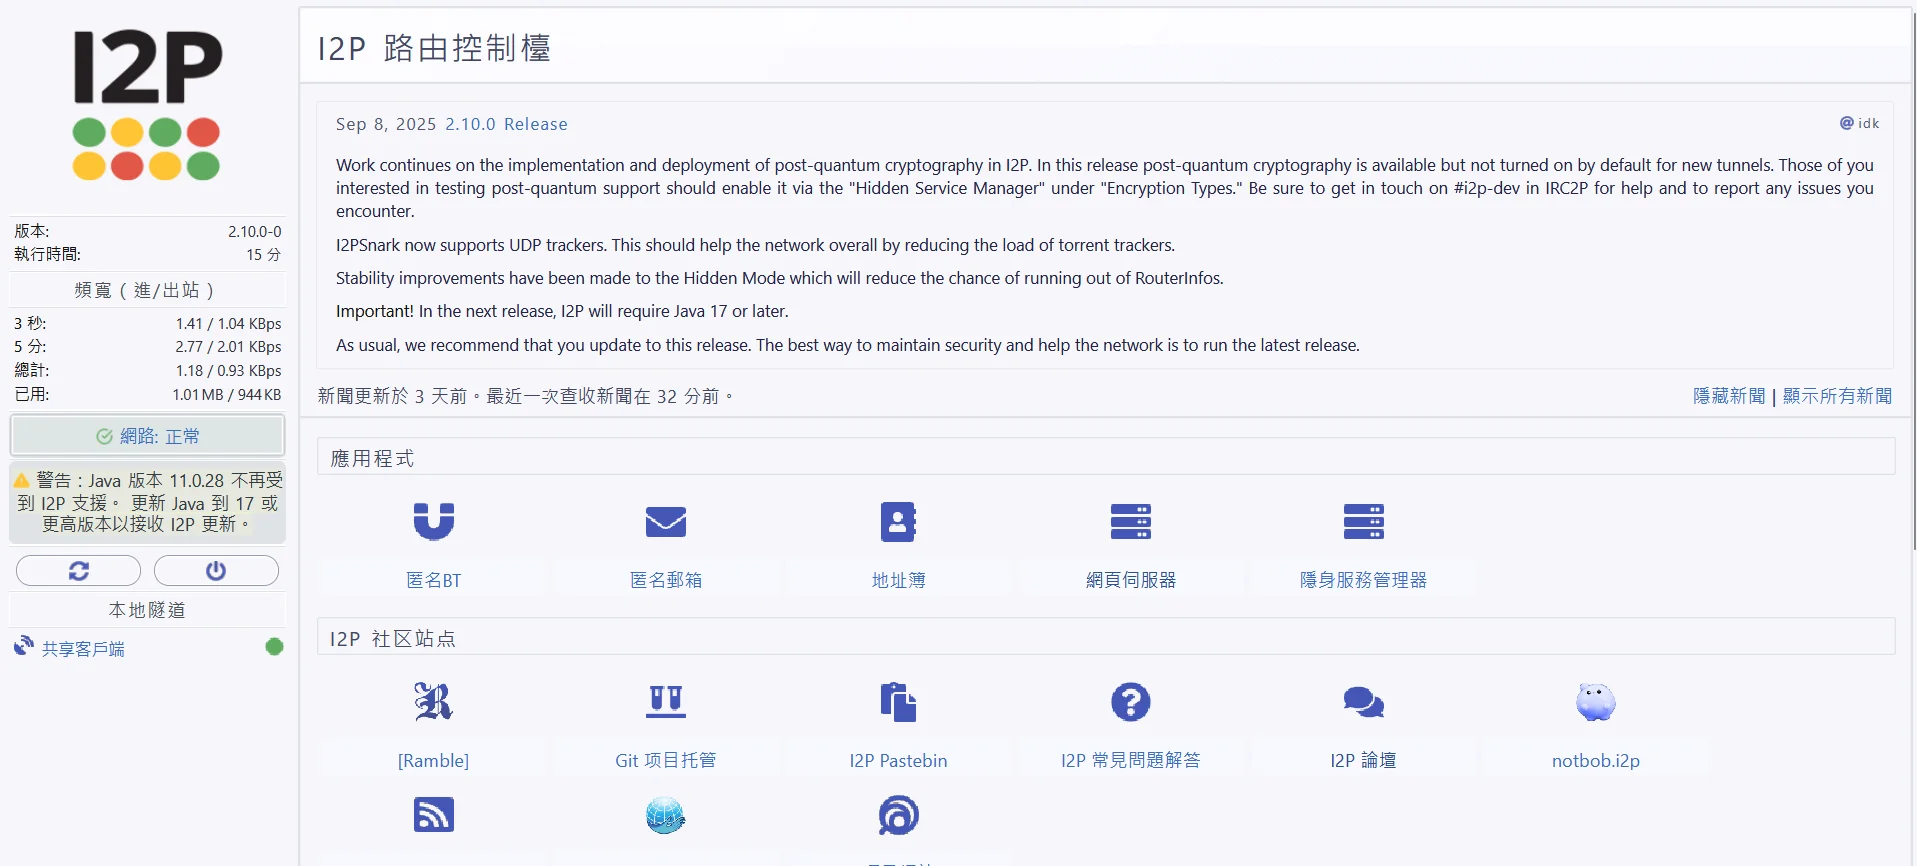 I2P
版本: 2.10.0-0
執行時間: 15 分
頻寬 ( 進/出站 )
3 秒: 1.41 / 1.04 KBps
5 分: 2.77 / 2.01 KBps
總計: 1.18 / 0.93 KBps
已用: 1.01 MB / 944 KB
網路: 正常
警告：Java 版本 11.0.28 不再受
到 I2P 支援。 更新 Java 到 17 或
更高版本以接收 I2P 更新。
本地隧道
共享客戶端
I2P 路由控制檯
Sep 8, 2025 2.10.0 Release
@ idk
Work continues on the implementation and deployment of post-quantum cryptography in I2P. In this release post-quantum cryptography is available but not turned on by default for new tunnels. Those of you
interested in testing post-quantum support should enable it via the "Hidden Service Manager" under "Encryption Types." Be sure to get in touch on #i2p-dev in IRC2P for help and to report any issues you
encounter.
I2PSnark now supports UDP trackers. This should help the network overall by reducing the load of torrent trackers.
Stability improvements have been made to the Hidden Mode which will reduce the chance of running out of RouterInfos.
Important! In the next release, I2P will require Java 17 or later.
As usual, we recommend that you update to this release. The best way to maintain security and help the network is to run the latest release.
新聞更新於 3 天前。最近一次查收新聞在 32 分前。
隱藏新聞 | 顯示所有新聞
應用程式
匿名BT
匿名郵箱
地址簿
網頁伺服器
隱身服務管理器
I2P 社区站点
[Ramble]
Git 项目托管
I2P Pastebin
I2P 常見問題解答
I2P 論壇
notbob.i2p